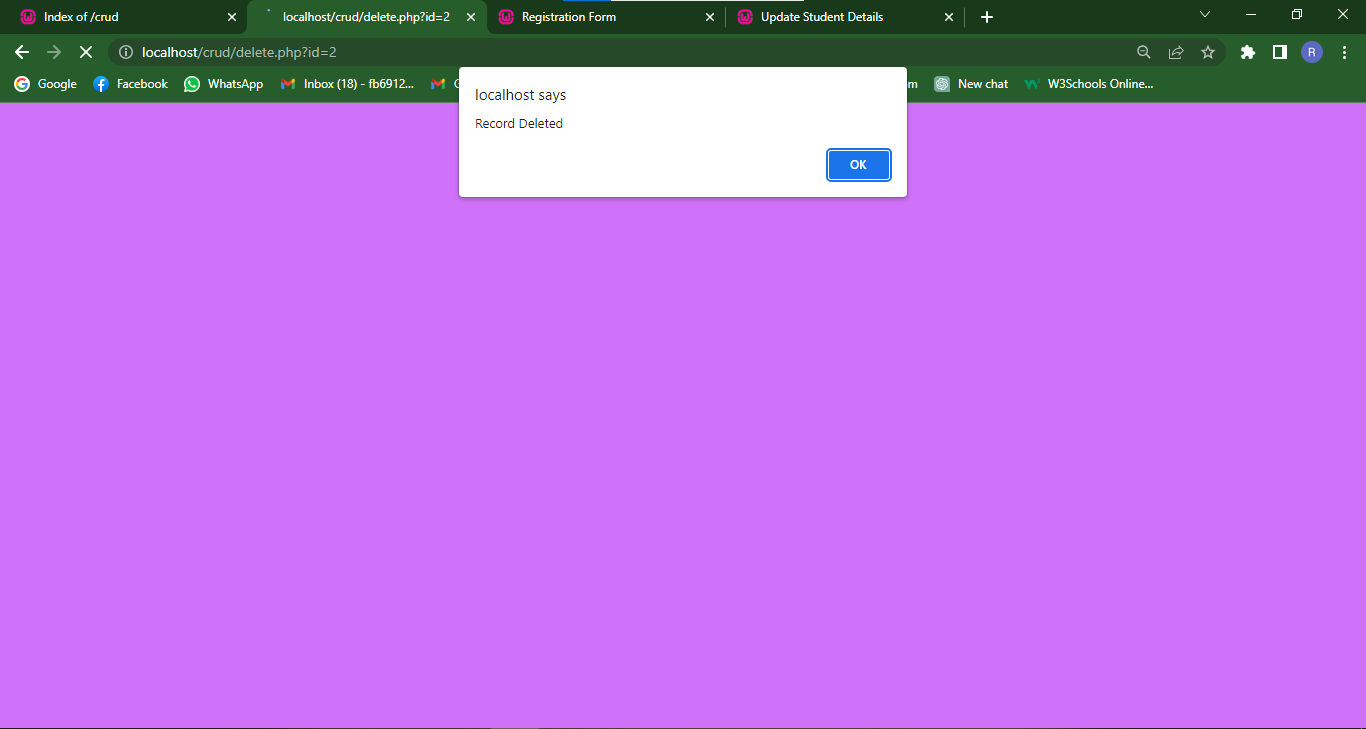 Index of /crud
localhost/crud/delete.php?id=2
Registration Form
Update Student Details
localhost/crud/delete.php?id=2
R
Google
Facebook
WhatsApp
Inbox (18) - fb6912...
New chat
W3Schools Online...
localhost says
Record Deleted
OK